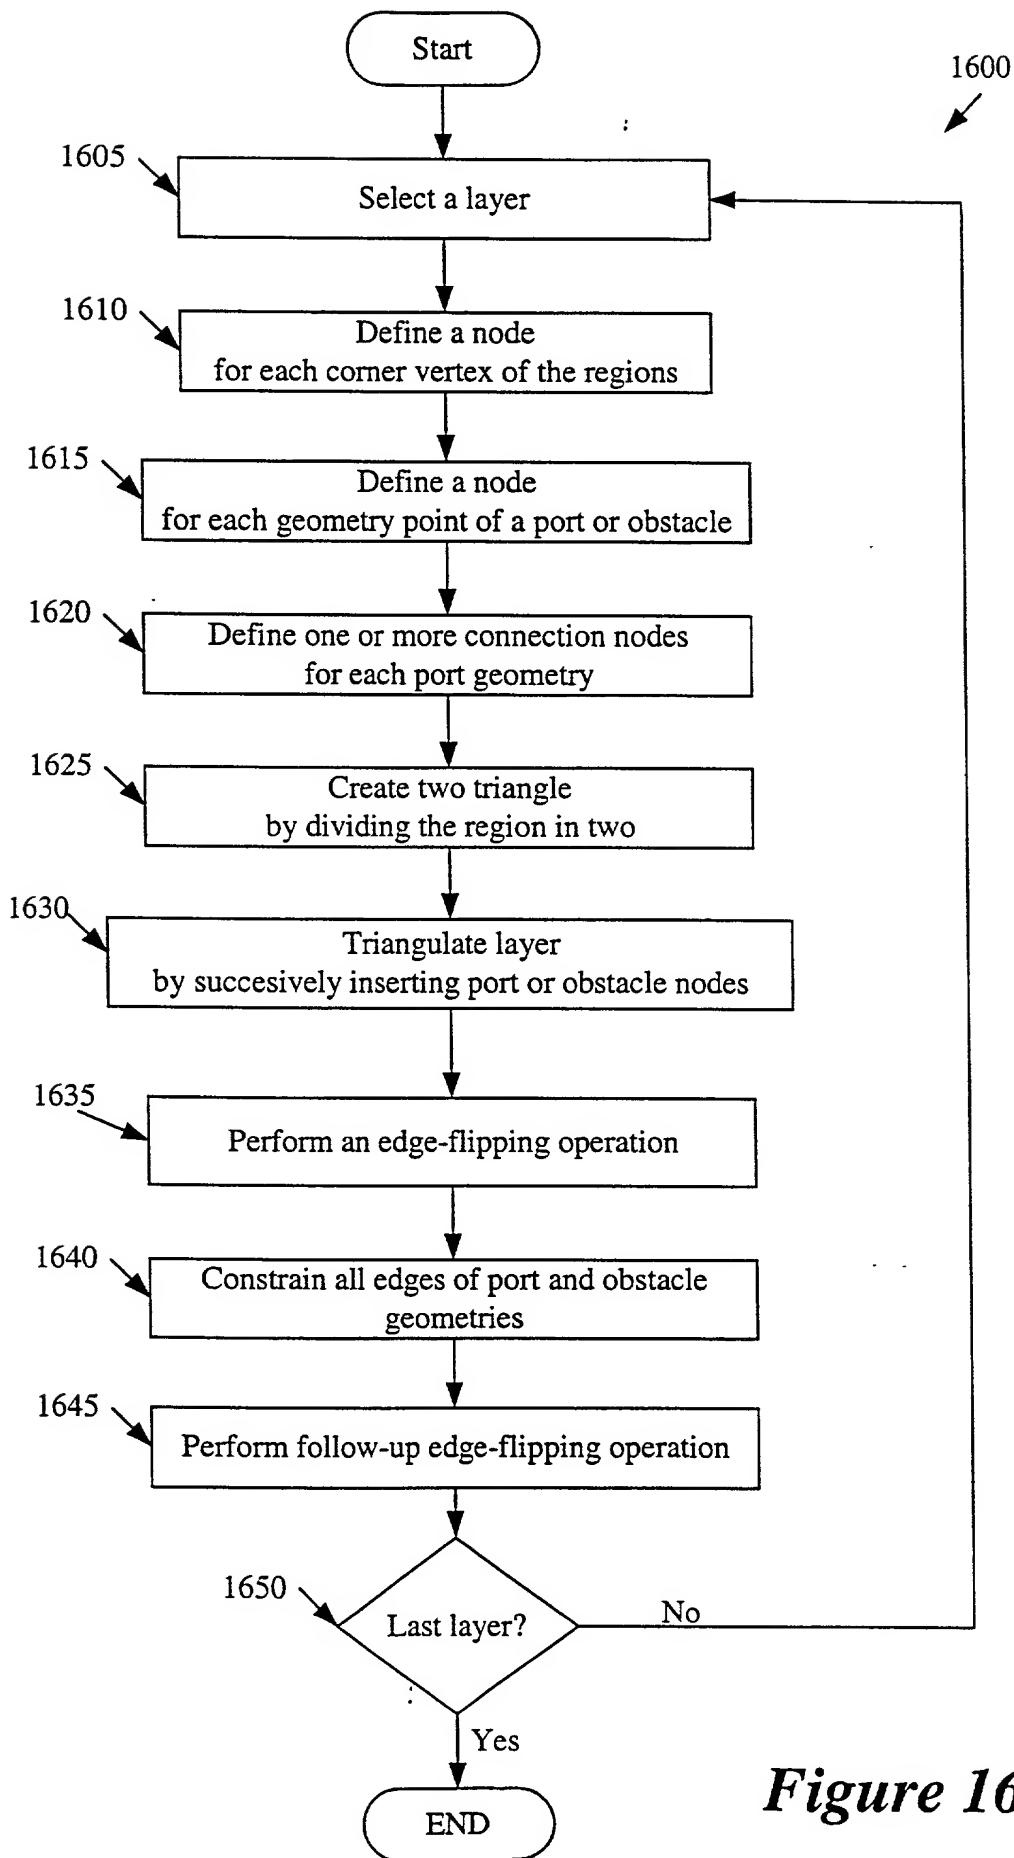 Start
1600
1605
Select a layer
1610
Define a node
for each corner vertex of the regions
1615
Define a node
for each geometry point of a port or obstacle
1620
Define one or more connection nodes
for each port geometry
1625
Create two triangle
by dividing the region in two
1630
Triangulate layer
by succesively inserting port or obstacle nodes
1635
Perform an edge-flipping operation
1640
Constrain all edges of port and obstacle
geometries
1645
Perform follow-up edge-flipping operation
1650
Last layer?
No
Yes
END
Figure 16